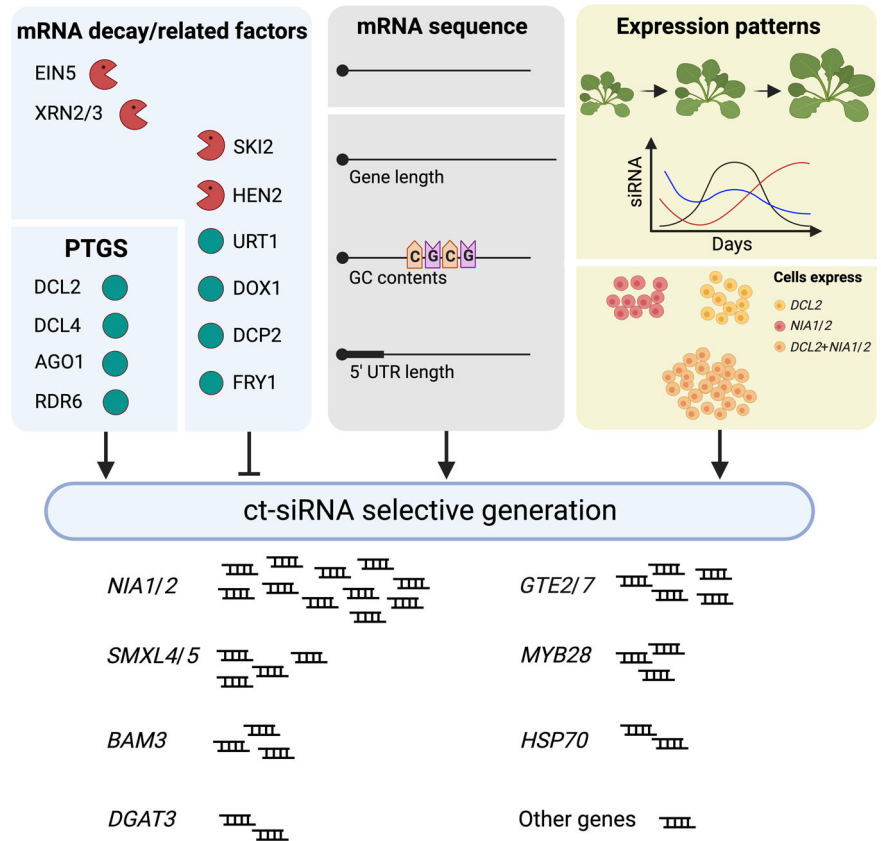 mRNA decay/related factors
EIN5
XRN2/3
SKI2
HEN2
URT1
DOX1
DCP2
FRY1
PTGS
DCL2
DCL4
AGO1
RDR6
mRNA sequence
Gene length
C G C G
GC contents
5' UTR length
Expression patterns
siRNA
Days
Cells express
DCL2
NIA1/2
DCL2+NIA1/2
ct-siRNA selective generation
NIA1/2
SMXL4/5
BAM3
DGAT3
GTE2/7
MYB28
HSP70
Other genes